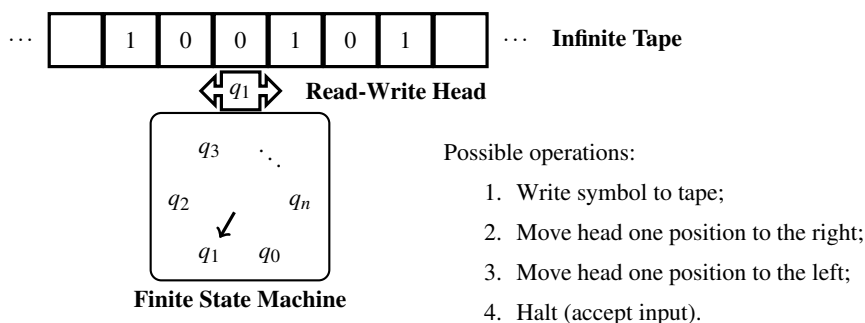 ⋯ 1 0 0 1 0 1 ⋯ Infinite Tape
q₁ Read-Write Head
q₃ ⋱
q₂ qₙ
q₁ q₀
Finite State Machine
Possible operations:
1. Write symbol to tape;
2. Move head one position to the right;
3. Move head one position to the left;
4. Halt (accept input).